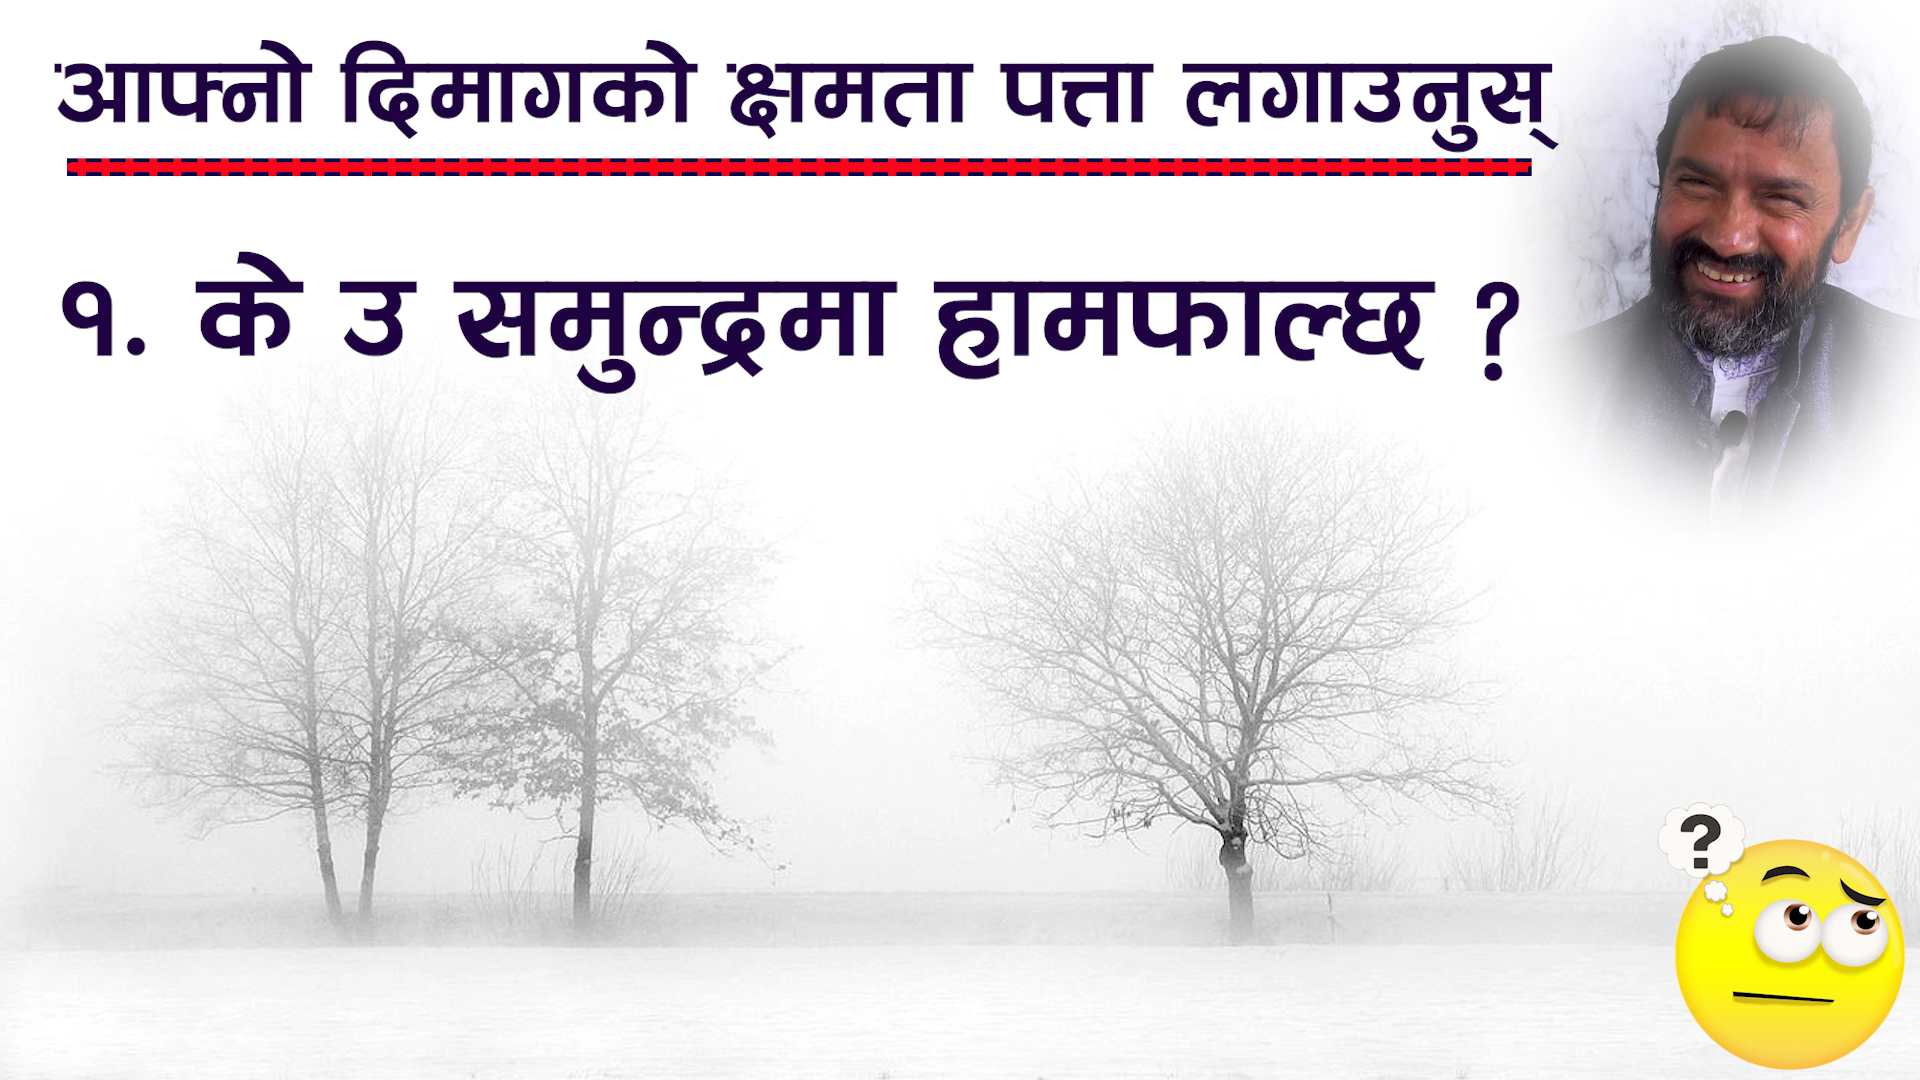 आफ्नो दिमागको क्षमता पत्ता लगाउनुस्
१. के उ समुन्द्रमा हामफाल्छ ?
?